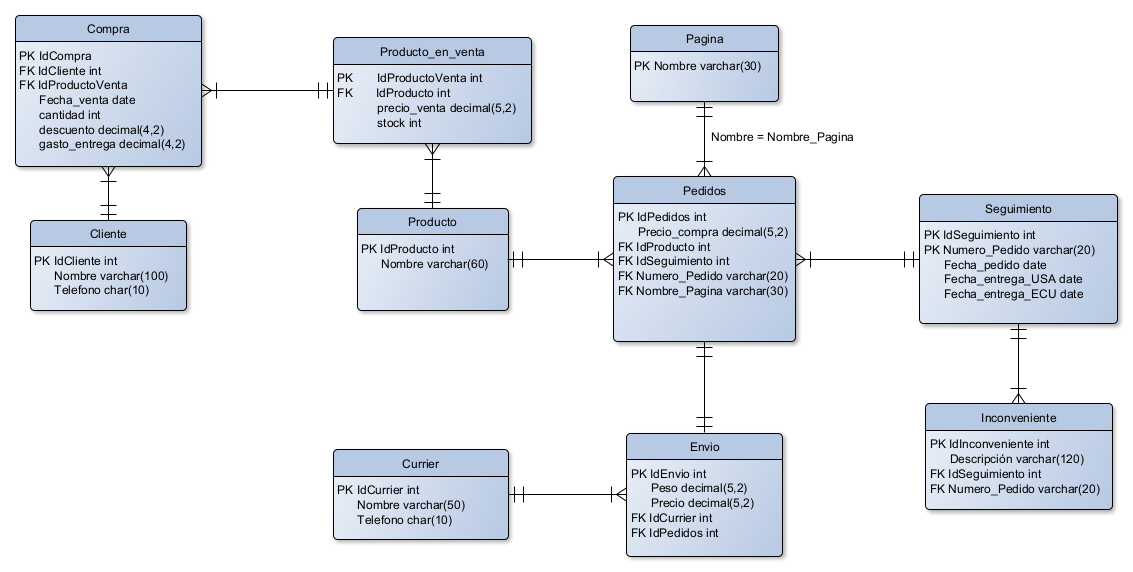 Compra
PK IdCompra
FK IdCliente int
FK IdProductoVenta
Fecha_venta date
cantidad int
descuento decimal(4,2)
gasto_entrega decimal(4,2)
Producto_en_venta
PK IdProductoVenta int
FK IdProducto int
precio_venta decimal(5,2)
stock int
Pagina
PK Nombre varchar(30)
Nombre = Nombre_Pagina
Cliente
PK IdCliente int
Nombre varchar(100)
Telefono char(10)
Producto
PK IdProducto int
Nombre varchar(60)
Pedidos
PK IdPedidos int
Precio_compra decimal(5,2)
FK IdProducto int
FK IdSeguimiento int
FK Numero_Pedido varchar(20)
FK Nombre_Pagina varchar(30)
Seguimiento
PK IdSeguimiento int
PK Numero_Pedido varchar(20)
Fecha_pedido date
Fecha_entrega_USA date
Fecha_entrega_ECU date
Currier
PK IdCurrier int
Nombre varchar(50)
Telefono char(10)
Envio
PK IdEnvio int
Peso decimal(5,2)
Precio decimal(5,2)
FK IdCurrier int
FK IdPedidos int
Inconveniente
PK IdInconveniente int
Descripción varchar(120)
FK IdSeguimiento int
FK Numero_Pedido varchar(20)